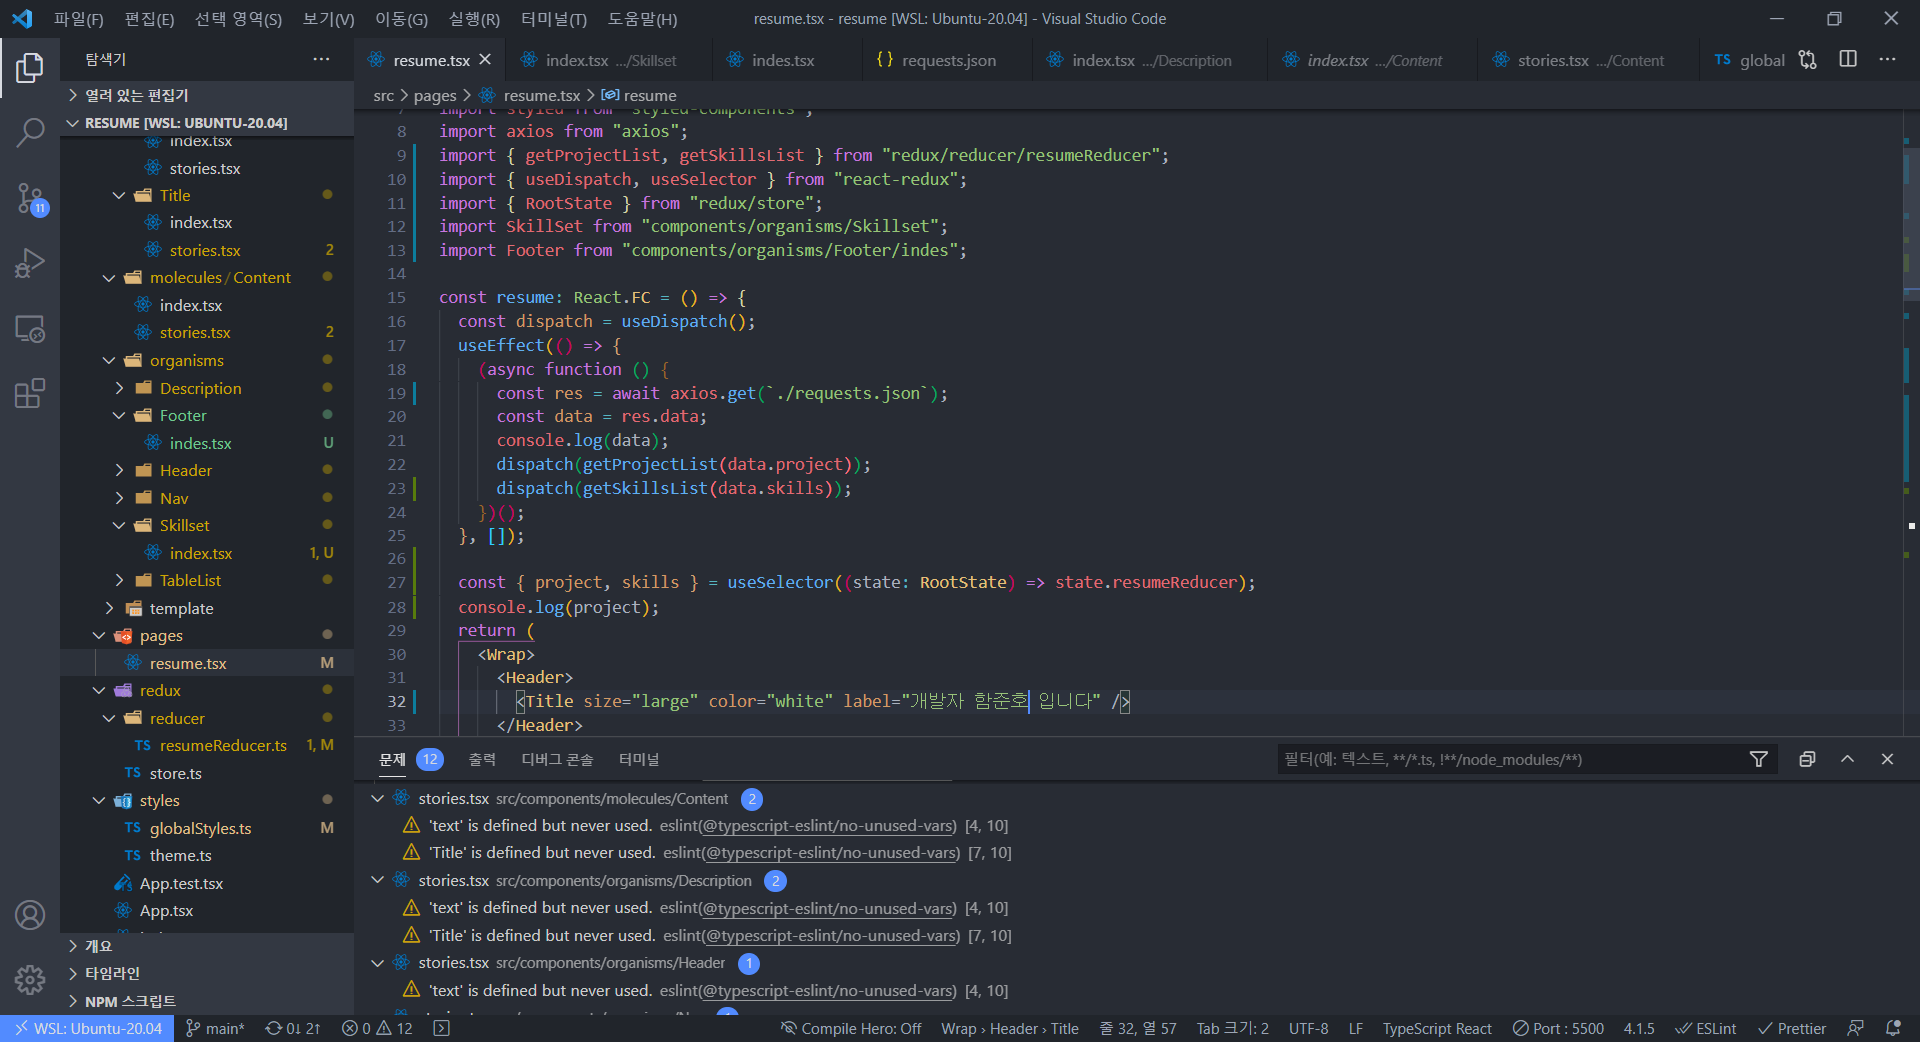 파일(F) 편집(E) 선택 영역(S) 보기(V) 이동(G) 실행(R) 터미널(T) 도움말(H) resume.tsx - resume [WSL: Ubuntu-20.04] - Visual Studio Code
탐색기
resume.tsx index.tsx .../Skillset indes.tsx requests.json index.tsx .../Description index.tsx .../Content stories.tsx .../Content TS global
열려 있는 편집기
RESUME [WSL: UBUNTU-20.04]
index.tsx
stories.tsx
Title
index.tsx
stories.tsx 2
molecules / Content
index.tsx
stories.tsx 2
organisms
Description
Footer
indes.tsx U
Header
Nav
Skillset
index.tsx 1, U
TableList
template
pages
resume.tsx M
redux
reducer
TS resumeReducer.ts 1, M
TS store.ts
styles
TS globalStyles.ts M
TS theme.ts
App.test.tsx
App.tsx
개요
타임라인
NPM 스크립트
11
src > pages > resume.tsx > resume
7 import styled from "styled-components";
8 import axios from "axios";
9 import { getProjectList, getSkillsList } from "redux/reducer/resumeReducer";
10 import { useDispatch, useSelector } from "react-redux";
11 import { RootState } from "redux/store";
12 import SkillSet from "components/organisms/Skillset";
13 import Footer from "components/organisms/Footer/indes";
14
15 const resume: React.FC = () => {
16 const dispatch = useDispatch();
17 useEffect(() => {
18 (async function () {
19 const res = await axios.get(`./requests.json`);
20 const data = res.data;
21 console.log(data);
22 dispatch(getProjectList(data.project));
23 dispatch(getSkillsList(data.skills));
24 })();
25 }, []);
26
27 const { project, skills } = useSelector((state: RootState) => state.resumeReducer);
28 console.log(project);
29 return (
30 <Wrap>
31 <Header>
32 <Title size="large" color="white" label="개발자 함준호 입니다" />
33 </Header>
문제 12 출력 디버그 콘솔 터미널 필터(예: 텍스트, **/*.ts, !**/node_modules/**)
stories.tsx src/components/molecules/Content 2
'text' is defined but never used. eslint(@typescript-eslint/no-unused-vars) [4, 10]
'Title' is defined but never used. eslint(@typescript-eslint/no-unused-vars) [7, 10]
stories.tsx src/components/organisms/Description 2
'text' is defined but never used. eslint(@typescript-eslint/no-unused-vars) [4, 10]
'Title' is defined but never used. eslint(@typescript-eslint/no-unused-vars) [7, 10]
stories.tsx src/components/organisms/Header 1
'text' is defined but never used. eslint(@typescript-eslint/no-unused-vars) [4, 10]
WSL: Ubuntu-20.04 main* 0↓ 2↑ 0 12 Compile Hero: Off Wrap › Header › Title 줄 32, 열 57 Tab 크기: 2 UTF-8 LF TypeScript React Port : 5500 4.1.5 ESLint Prettier